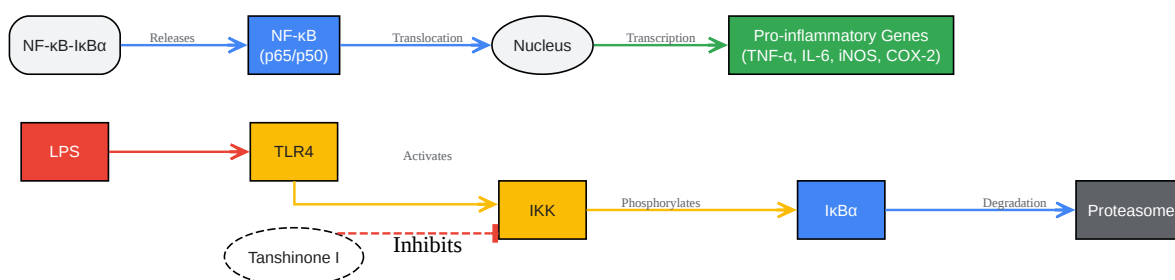 NF-κB-IκBα
Releases
NF-κB
(p65/p50)
Translocation
Nucleus
Transcription
Pro-inflammatory Genes
(TNF-α, IL-6, iNOS, COX-2)
LPS
TLR4
Activates
IKK
Phosphorylates
IκBα
Degradation
Proteasome
Inhibits
Tanshinone I